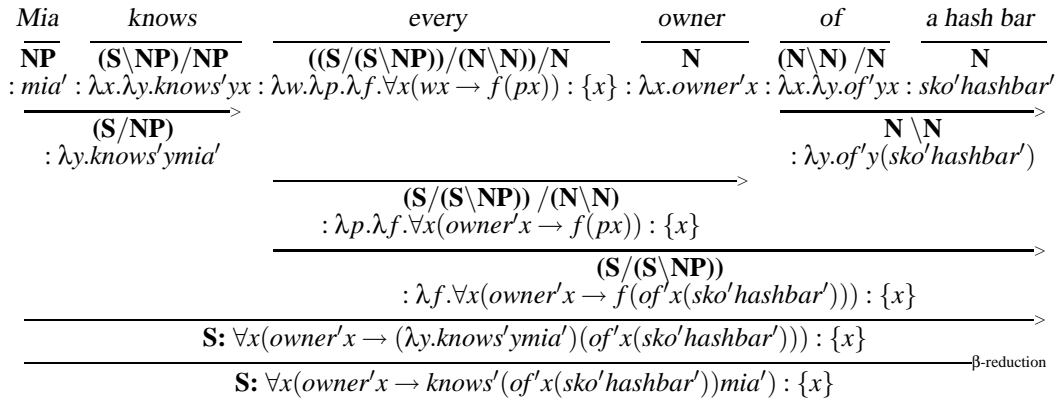 Mia knows every owner of a hash bar
NP (S\NP)/NP ((S/(S\NP))/(N\N))/N N (N\N) /N N
: mia′ : λx.λy.knows′yx : λw.λp.λf.∀x(wx → f(px)) : {x} : λx.owner′x : λx.λy.of′yx : sko′hashbar′
> >
(S/NP) N \N
: λy.knows′ymia′ : λy.of′y(sko′hashbar′)
>
(S/(S\NP)) /(N\N)
: λp.λf.∀x(owner′x → f(px)) : {x}
>
(S/(S\NP))
: λf.∀x(owner′x → f(of′x(sko′hashbar′))) : {x}
>
S: ∀x(owner′x → (λy.knows′ymia′)(of′x(sko′hashbar′))) : {x}
β-reduction
S: ∀x(owner′x → knows′(of′x(sko′hashbar′))mia′) : {x}